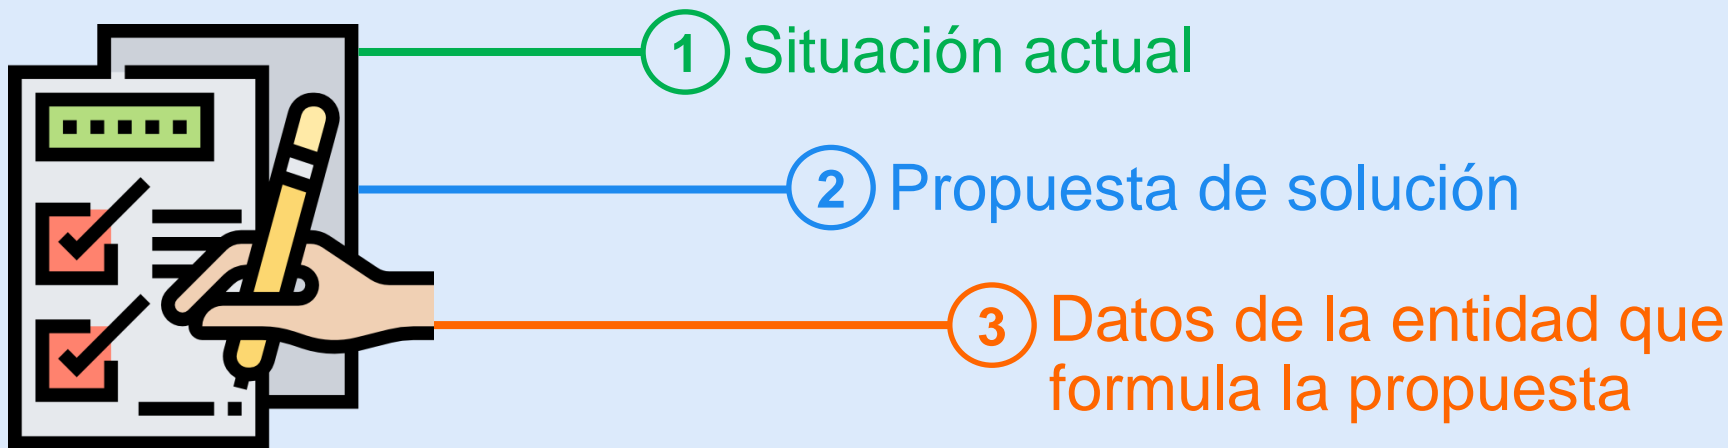 1 Situación actual
2 Propuesta de solución
3 Datos de la entidad que
formula la propuesta